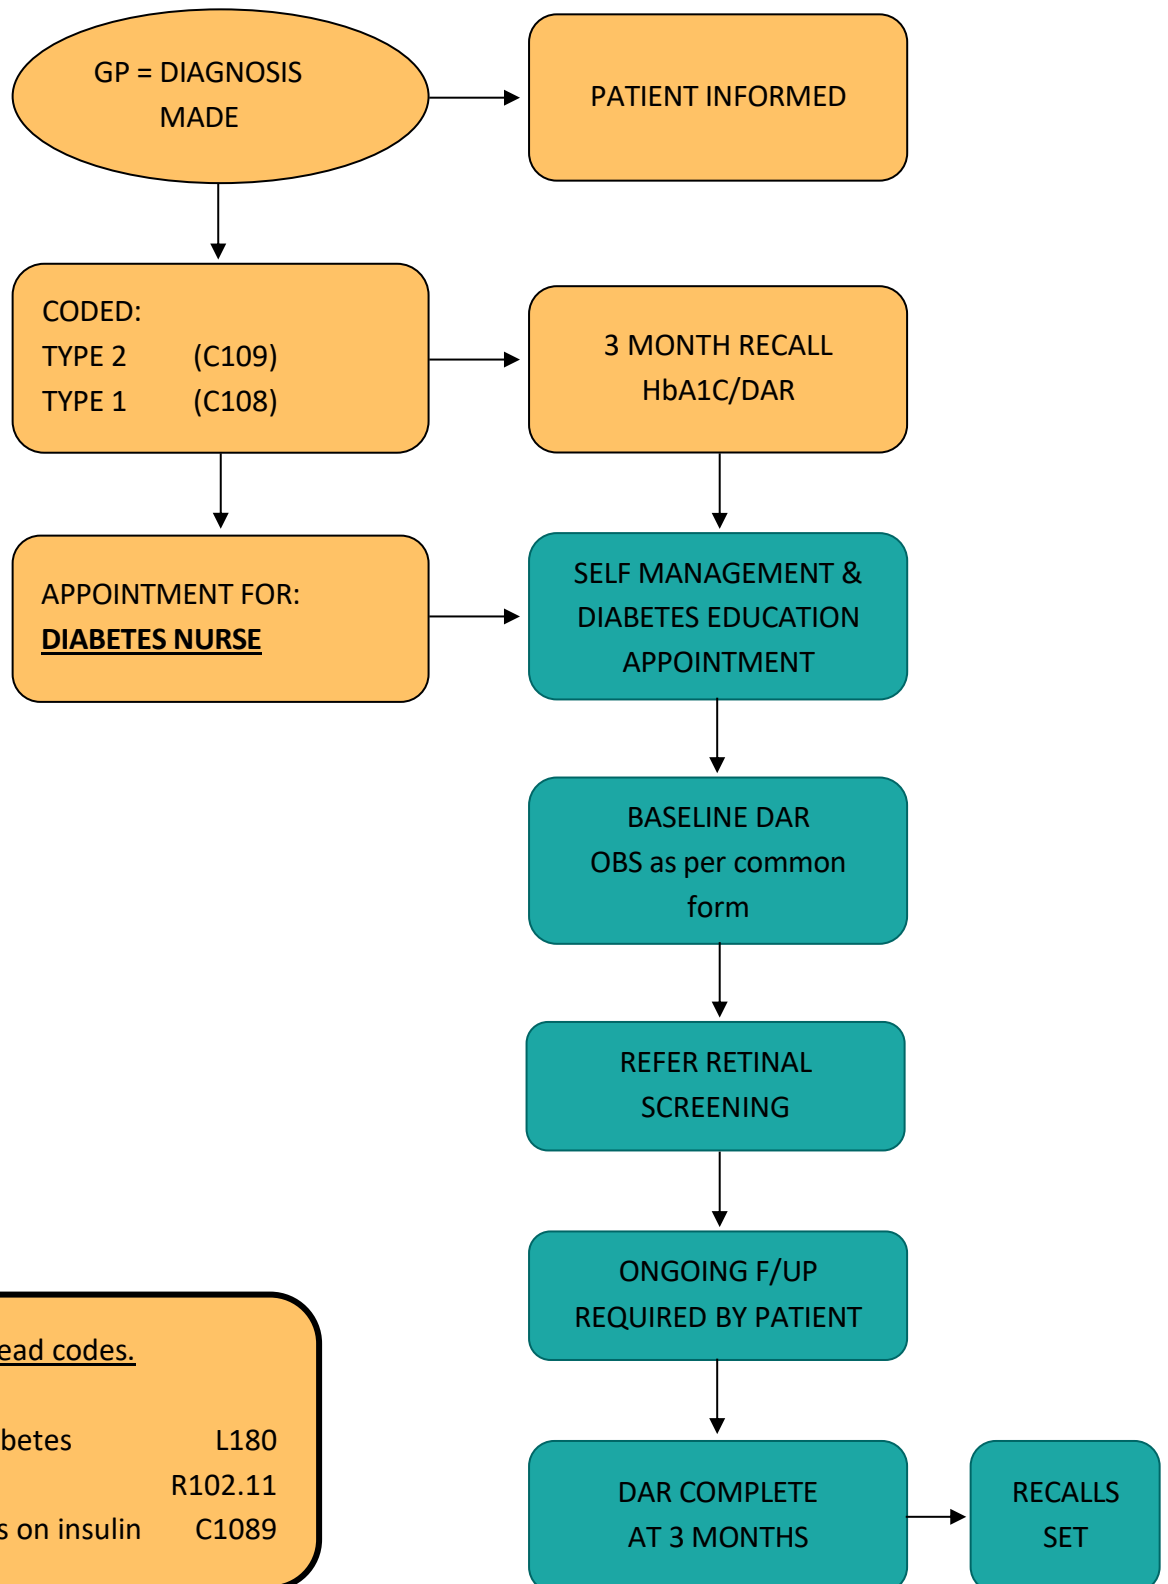 GP = DIAGNOSIS
MADE
PATIENT INFORMED
CODED:
TYPE 2 (C109)
TYPE 1 (C108)
3 MONTH RECALL
HbA1C/DAR
APPOINTMENT FOR:
DIABETES NURSE
SELF MANAGEMENT &
DIABETES EDUCATION
APPOINTMENT
BASELINE DAR
OBS as per common
form
REFER RETINAL
SCREENING
ONGOING F/UP
REQUIRED BY PATIENT
DAR COMPLETE
AT 3 MONTHS
RECALLS
SET
codes.
L180
R102.11
on insulin C1089